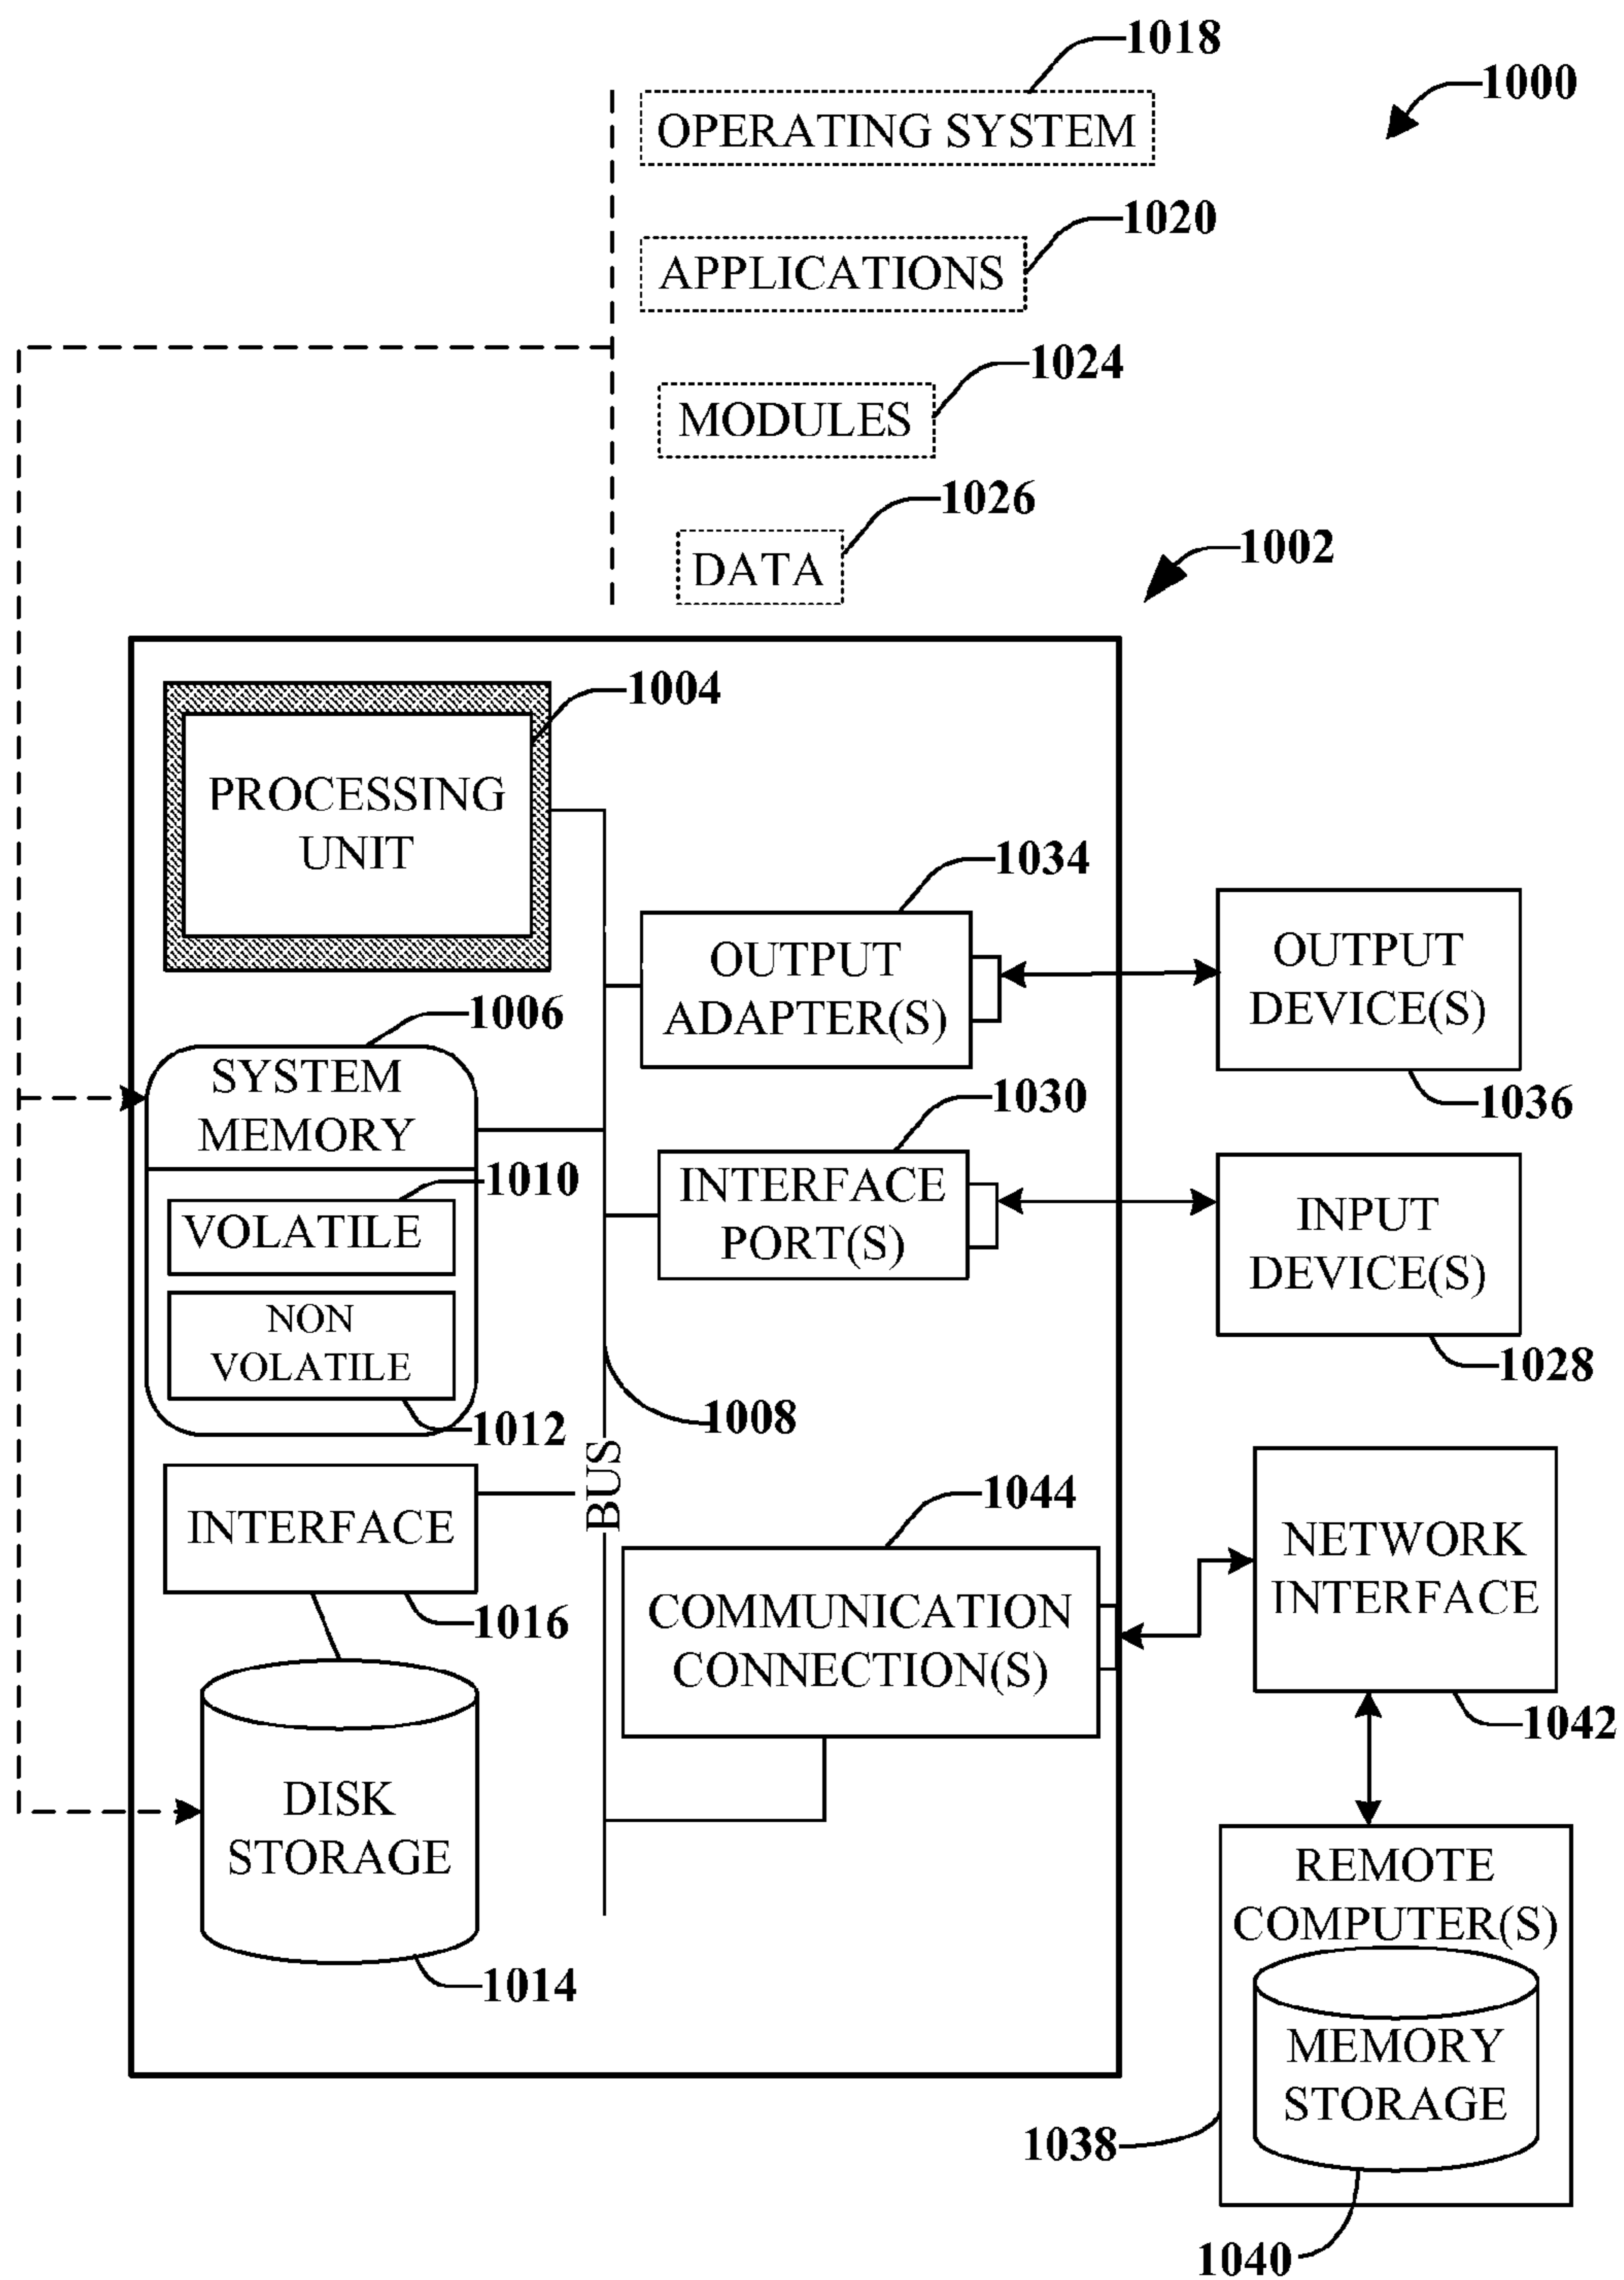 1018
1000
OPERATING SYSTEM
1020
APPLICATIONS
1024
MODULES
1026
DATA
1002
1004
PROCESSING
UNIT
1034
OUTPUT
ADAPTER(S)
OUTPUT
DEVICE(S)
1036
1006
SYSTEM
MEMORY
1010
VOLATILE
NON
VOLATILE
1012
1030
INTERFACE
PORT(S)
INPUT
DEVICE(S)
1028
1008
BUS
INTERFACE
1016
1044
COMMUNICATION
CONNECTION(S)
NETWORK
INTERFACE
1042
DISK
STORAGE
1014
REMOTE
COMPUTER(S)
MEMORY
STORAGE
1038
1040